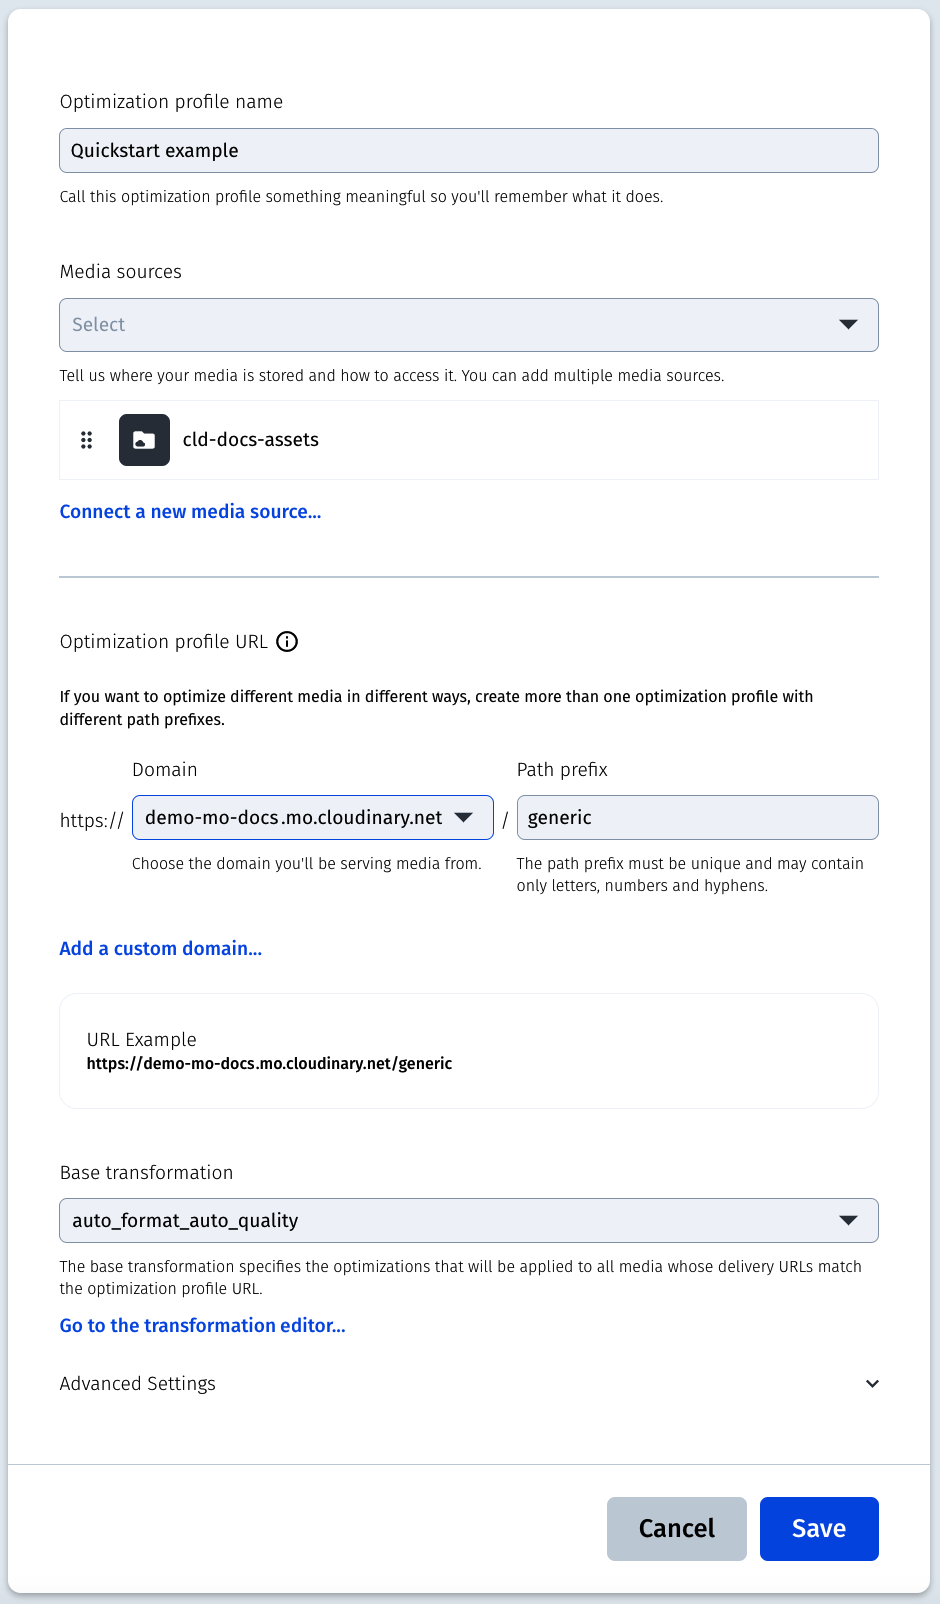 Optimization profile name
Quickstart example
Call this optimization profile something meaningful so you'll remember what it does.
Media sources
Select
Tell us where your media is stored and how to access it. You can add multiple media sources.
cld-docs-assets
Connect a new media source...
Optimization profile URL
If you want to optimize different media in different ways, create more than one optimization profile with
different path prefixes.
Domain
Path prefix
https:// demo-mo-docs.mo.cloudinary.net / generic
Choose the domain you'll be serving media from.
The path prefix must be unique and may contain
only letters, numbers and hyphens.
Add a custom domain...
URL Example
https://demo-mo-docs.mo.cloudinary.net/generic
Base transformation
auto_format_auto_quality
The base transformation specifies the optimizations that will be applied to all media whose delivery URLs match
the optimization profile URL.
Go to the transformation editor...
Advanced Settings
Cancel
Save